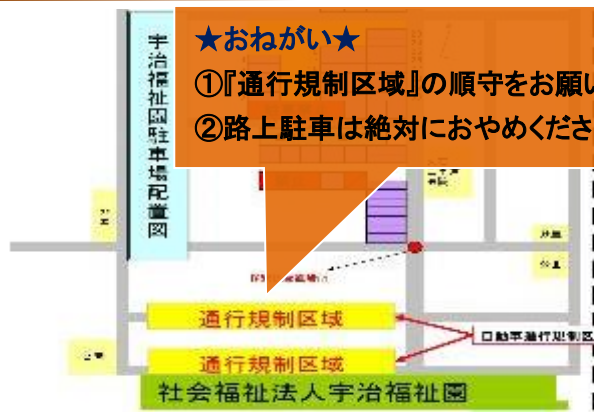 ★おねがい★
①『通行規制区域』の順守をお願い
②路上駐車は絶対におやめくださ
宇治福祉園駐車場配置図
通行規制区域
自動車通行規制区
通行規制区域
社会福祉法人宇治福祉園